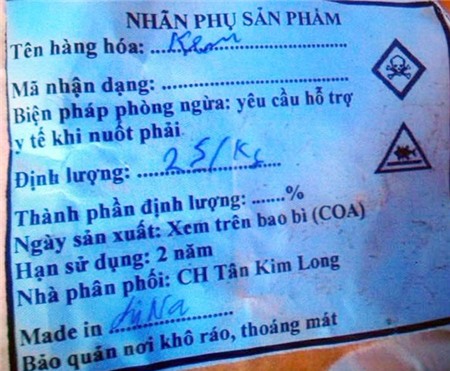 NHÃN PHỤ SẢN PHẨM
Tên hàng hóa: ...Kem.........................
Mã nhận dạng: .................................
Biện pháp phòng ngừa: yêu cầu hỗ trợ
y tế khi nuốt phải
Định lượng: .....25/Kg.....
Thành phần định lượng: .......%
Ngày sản xuất: Xem trên bao bì (COA)
Hạn sử dụng: 2 năm
Nhà phân phối: CH Tân Kim Long
Made in ....................
Bảo quản nơi khô ráo, thoáng mát